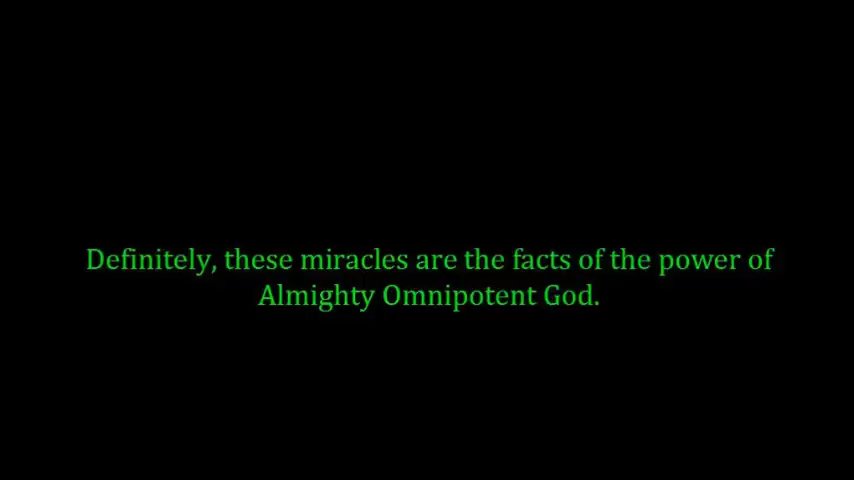 Definitely, these miracles are the facts of the power of
Almighty Omnipotent God.